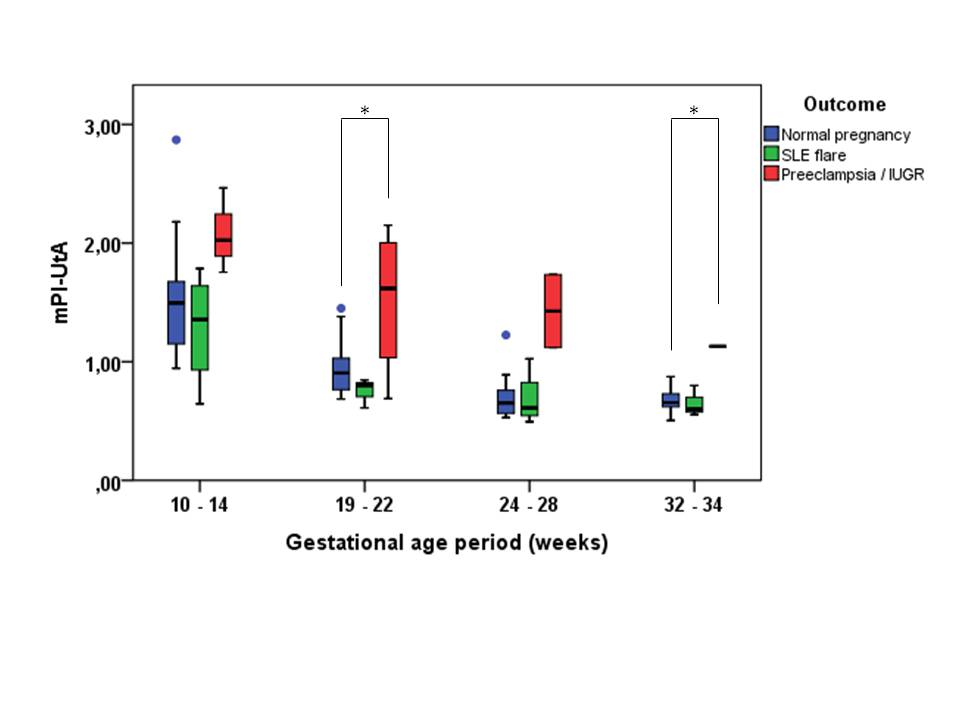 Outcome
Normal pregnancy
SLE flare
Preeclampsia / IUGR
* *
3,00
2,00
1,00
,00
mPI-UtA
10 - 14 19 - 22 24 - 28 32 - 34
Gestational age period (weeks)